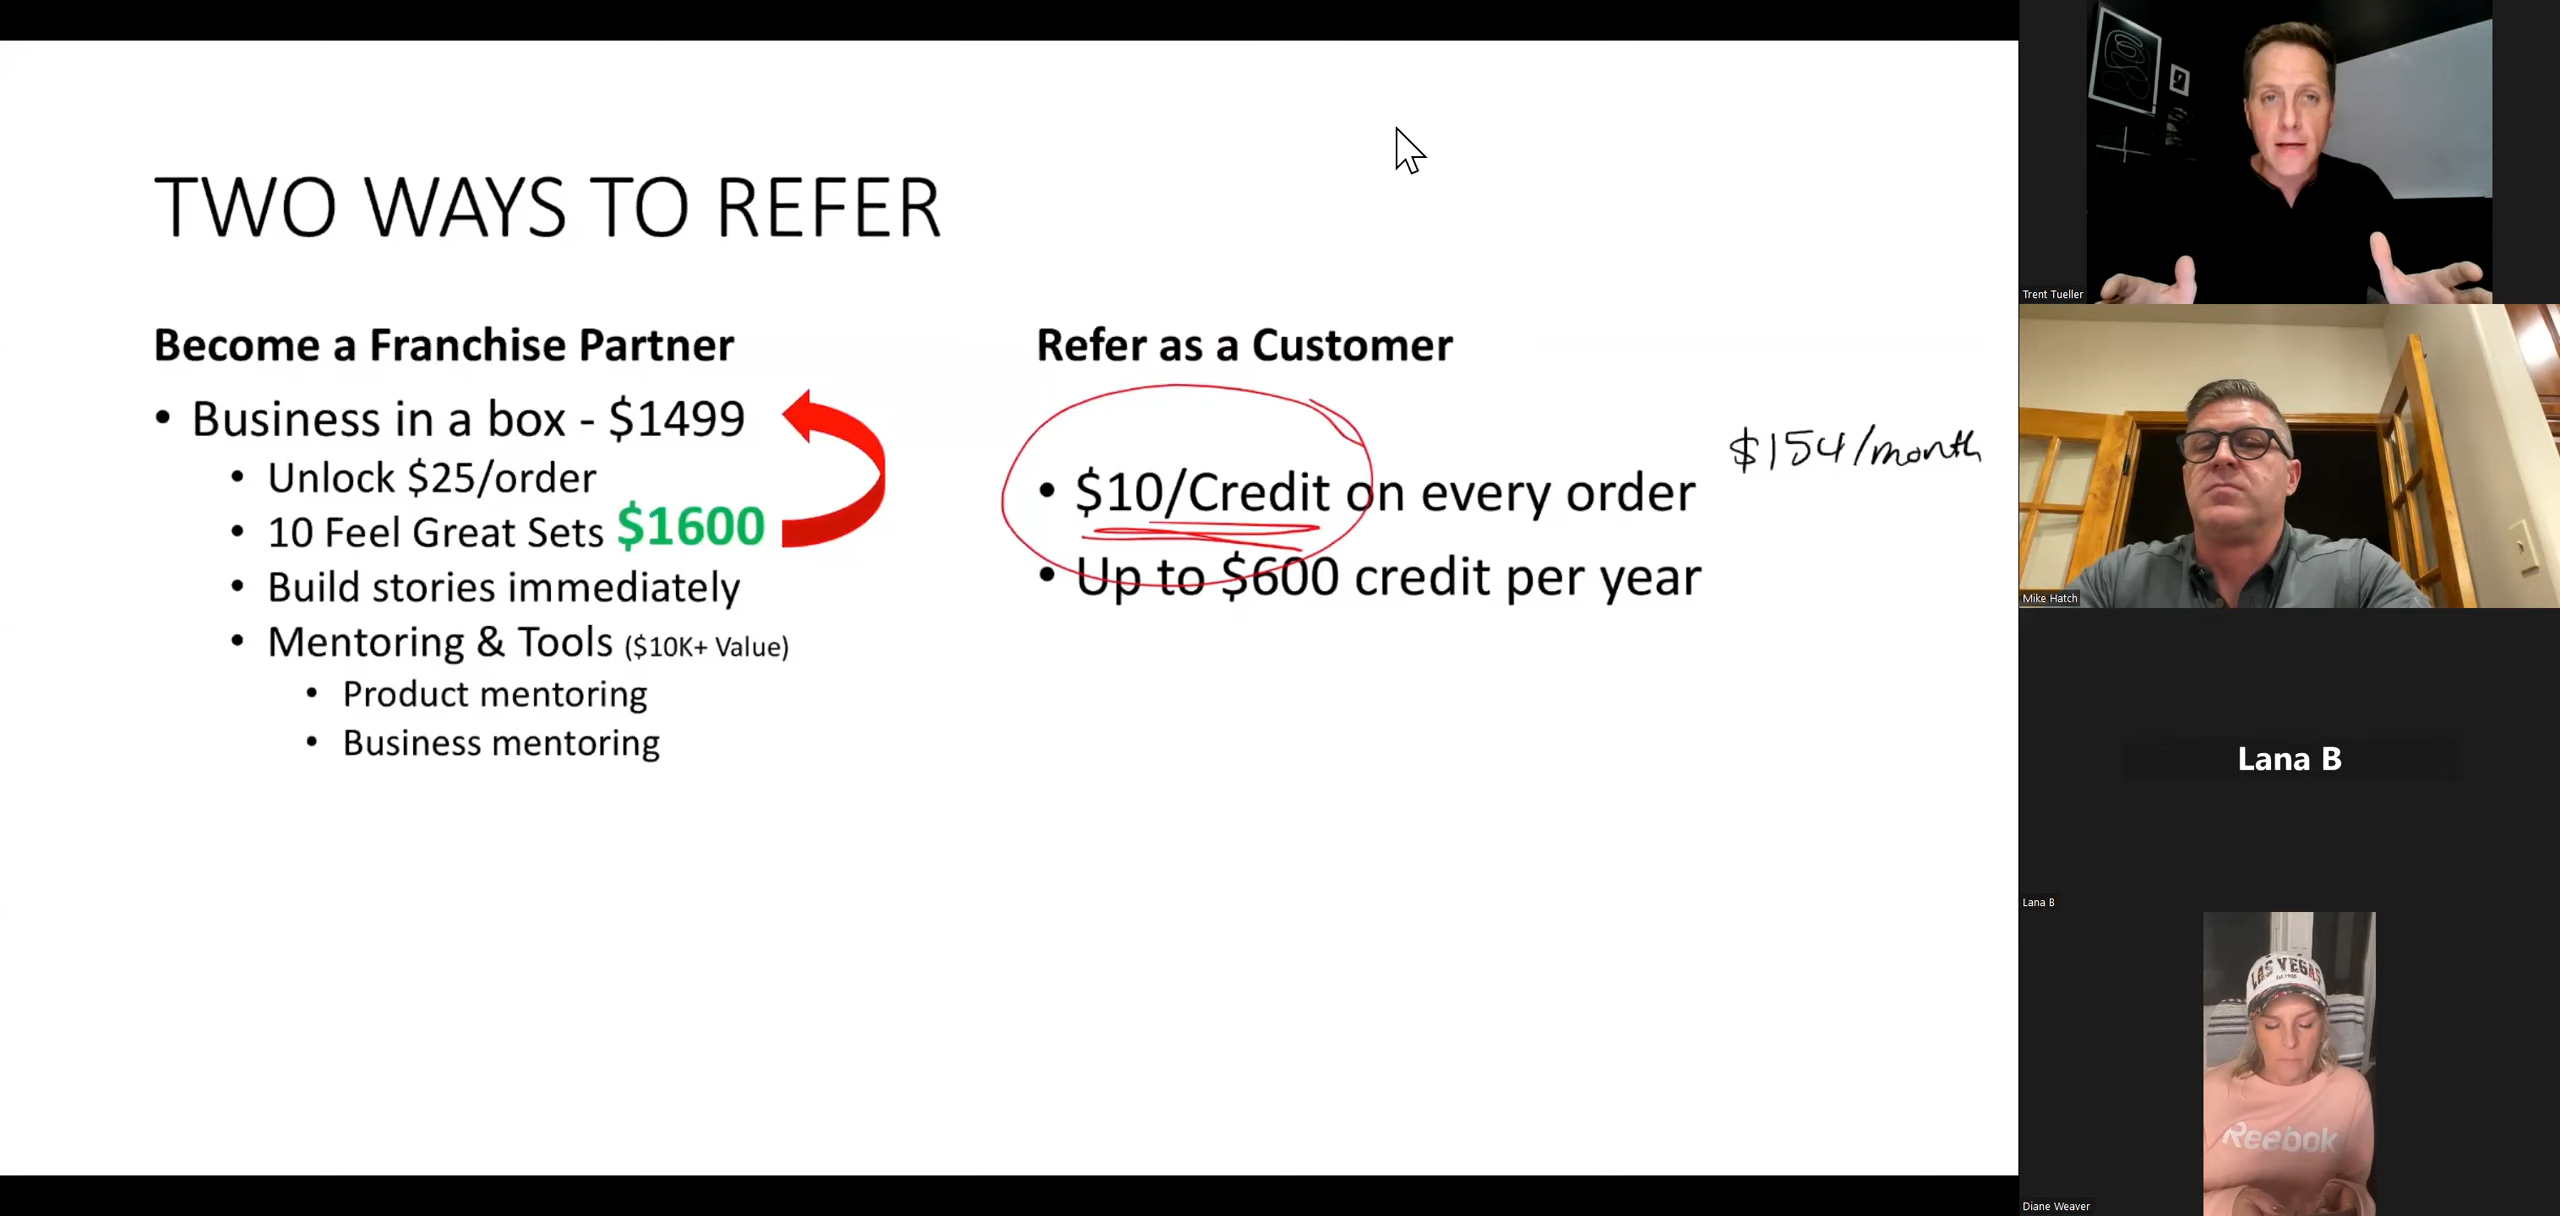 TWO WAYS TO REFER
Become a Franchise Partner
• Business in a box - $1499
• Unlock $25/order
• 10 Feel Great Sets $1600
• Build stories immediately
• Mentoring & Tools ($10K+ Value)
• Product mentoring
• Business mentoring
Refer as a Customer
$154/month
• $10/Credit on every order
• Up to $600 credit per year
Trent Tueller
Mike Hatch
Lana B
Lana B
LAS VEGAS
Reebok
Diane Weaver